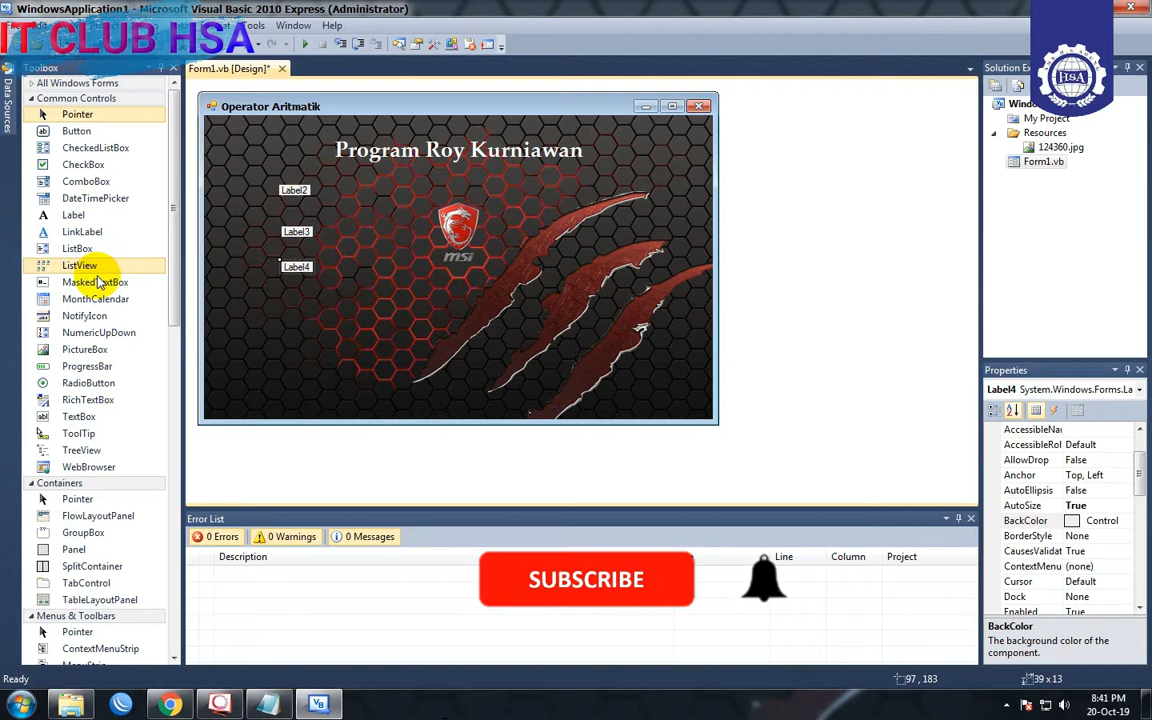 WindowsApplication1 - Microsoft Visual Basic 2010 Express (Administrator)
Tools Window Help
IT CLUB HSA
HSA
Toolbox
Form1.vb [Design]*
Solution Ex
Data Sources
All Windows Forms
Common Controls
Pointer
Button
CheckedListBox
CheckBox
ComboBox
DateTimePicker
Label
LinkLabel
ListBox
ListView
MaskedTextBox
MonthCalendar
NotifyIcon
NumericUpDown
PictureBox
ProgressBar
RadioButton
RichTextBox
TextBox
ToolTip
TreeView
WebBrowser
Containers
Pointer
FlowLayoutPanel
GroupBox
Panel
SplitContainer
TabControl
TableLayoutPanel
Menus & Toolbars
Pointer
ContextMenuStrip
Operator Aritmatik
Program Roy Kurniawan
Label2
Label3
Label4
msi
My Project
Resources
124360.jpg
Form1.vb
Properties
Label4 System.Windows.Forms.La
AccessibleNar
AccessibleRol Default
AllowDrop False
Anchor Top, Left
AutoEllipsis False
AutoSize True
BackColor Control
BorderStyle None
CausesValidat True
ContextMenu (none)
Cursor Default
Dock None
Enabled True
BackColor
The background color of the
component.
Error List
0 Errors 0 Warnings 0 Messages
Description Line Column Project
SUBSCRIBE
Ready
97 , 183
39 x 13
8:41 PM
20-Oct-19